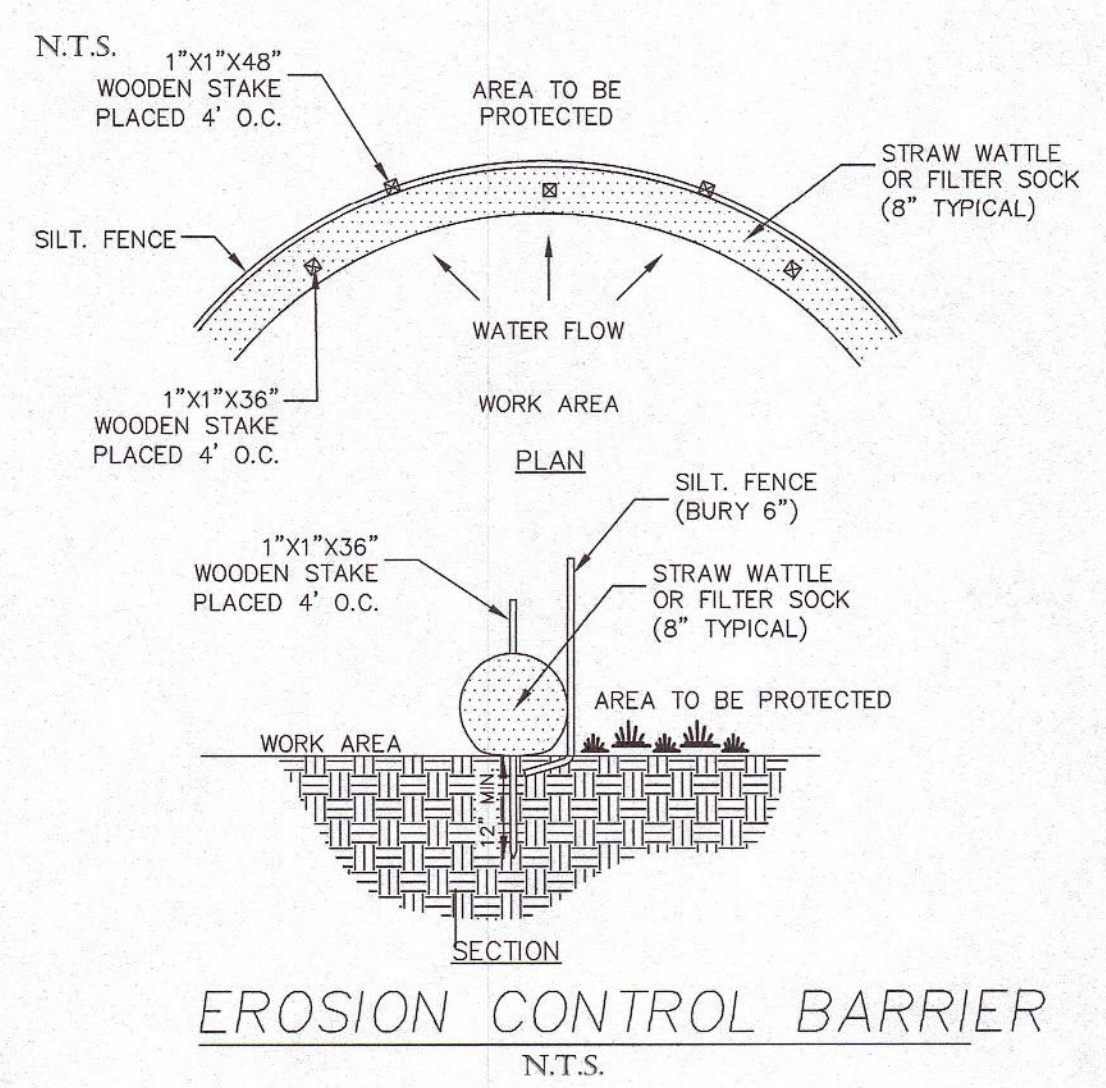 N.T.S.
1"X1"X48"
WOODEN STAKE
PLACED 4' O.C.
AREA TO BE
PROTECTED
STRAW WATTLE
OR FILTER SOCK
(8" TYPICAL)
SILT. FENCE
WATER FLOW
1"X1"X36"
WOODEN STAKE
PLACED 4' O.C.
WORK AREA
PLAN
SILT. FENCE
(BURY 6")
1"X1"X36"
WOODEN STAKE
PLACED 4' O.C.
STRAW WATTLE
OR FILTER SOCK
(8" TYPICAL)
AREA TO BE PROTECTED
WORK AREA
12" MIN.
SECTION
EROSION CONTROL BARRIER
N.T.S.